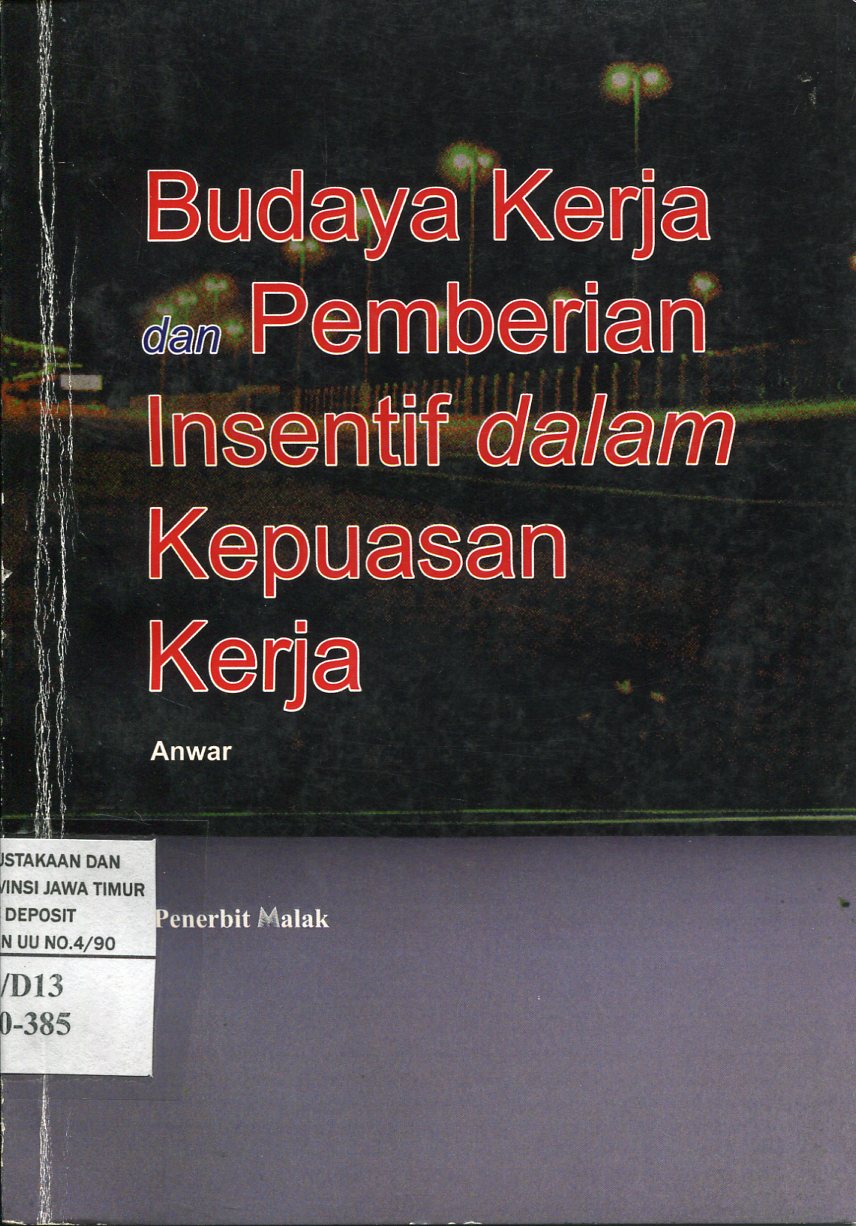 Budaya Kerja
dan Pemberian
Insentif dalam
Kepuasan
Kerja
Anwar
USTAKAAN DAN
VINSI JAWA TIMUR
DEPOSIT
N UU NO.4/90
/D13
0-385
Penerbit Malak